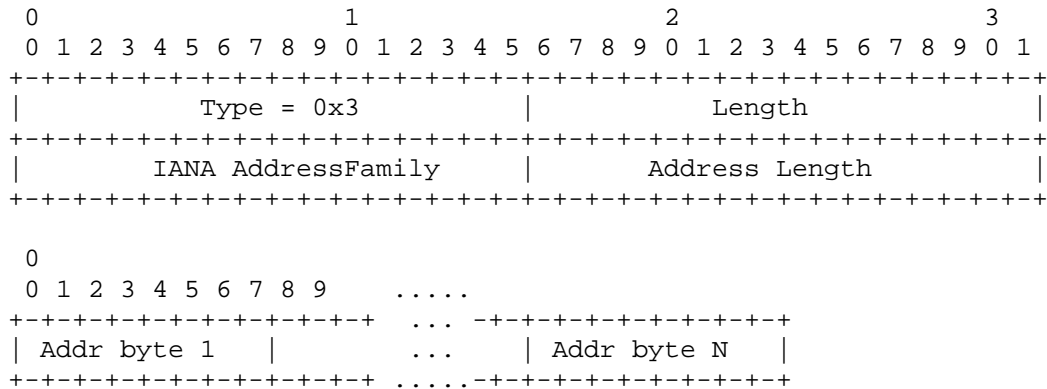 0                   1                   2                   3
 0 1 2 3 4 5 6 7 8 9 0 1 2 3 4 5 6 7 8 9 0 1 2 3 4 5 6 7 8 9 0 1
+-+-+-+-+-+-+-+-+-+-+-+-+-+-+-+-+-+-+-+-+-+-+-+-+-+-+-+-+-+-+-+-+
|           Type = 0x3          |           Length              |
+-+-+-+-+-+-+-+-+-+-+-+-+-+-+-+-+-+-+-+-+-+-+-+-+-+-+-+-+-+-+-+-+
|        IANA AddressFamily     |       Address Length          |
+-+-+-+-+-+-+-+-+-+-+-+-+-+-+-+-+-+-+-+-+-+-+-+-+-+-+-+-+-+-+-+-+

 0
 0 1 2 3 4 5 6 7 8 9    .....
+-+-+-+-+-+-+-+-+-+-+-+  ... -+-+-+-+-+-+-+-+-+-+
| Addr byte 1   |        ...    | Addr byte N   |
+-+-+-+-+-+-+-+-+-+-+-+ .....-+-+-+-+-+-+-+-+-+-+